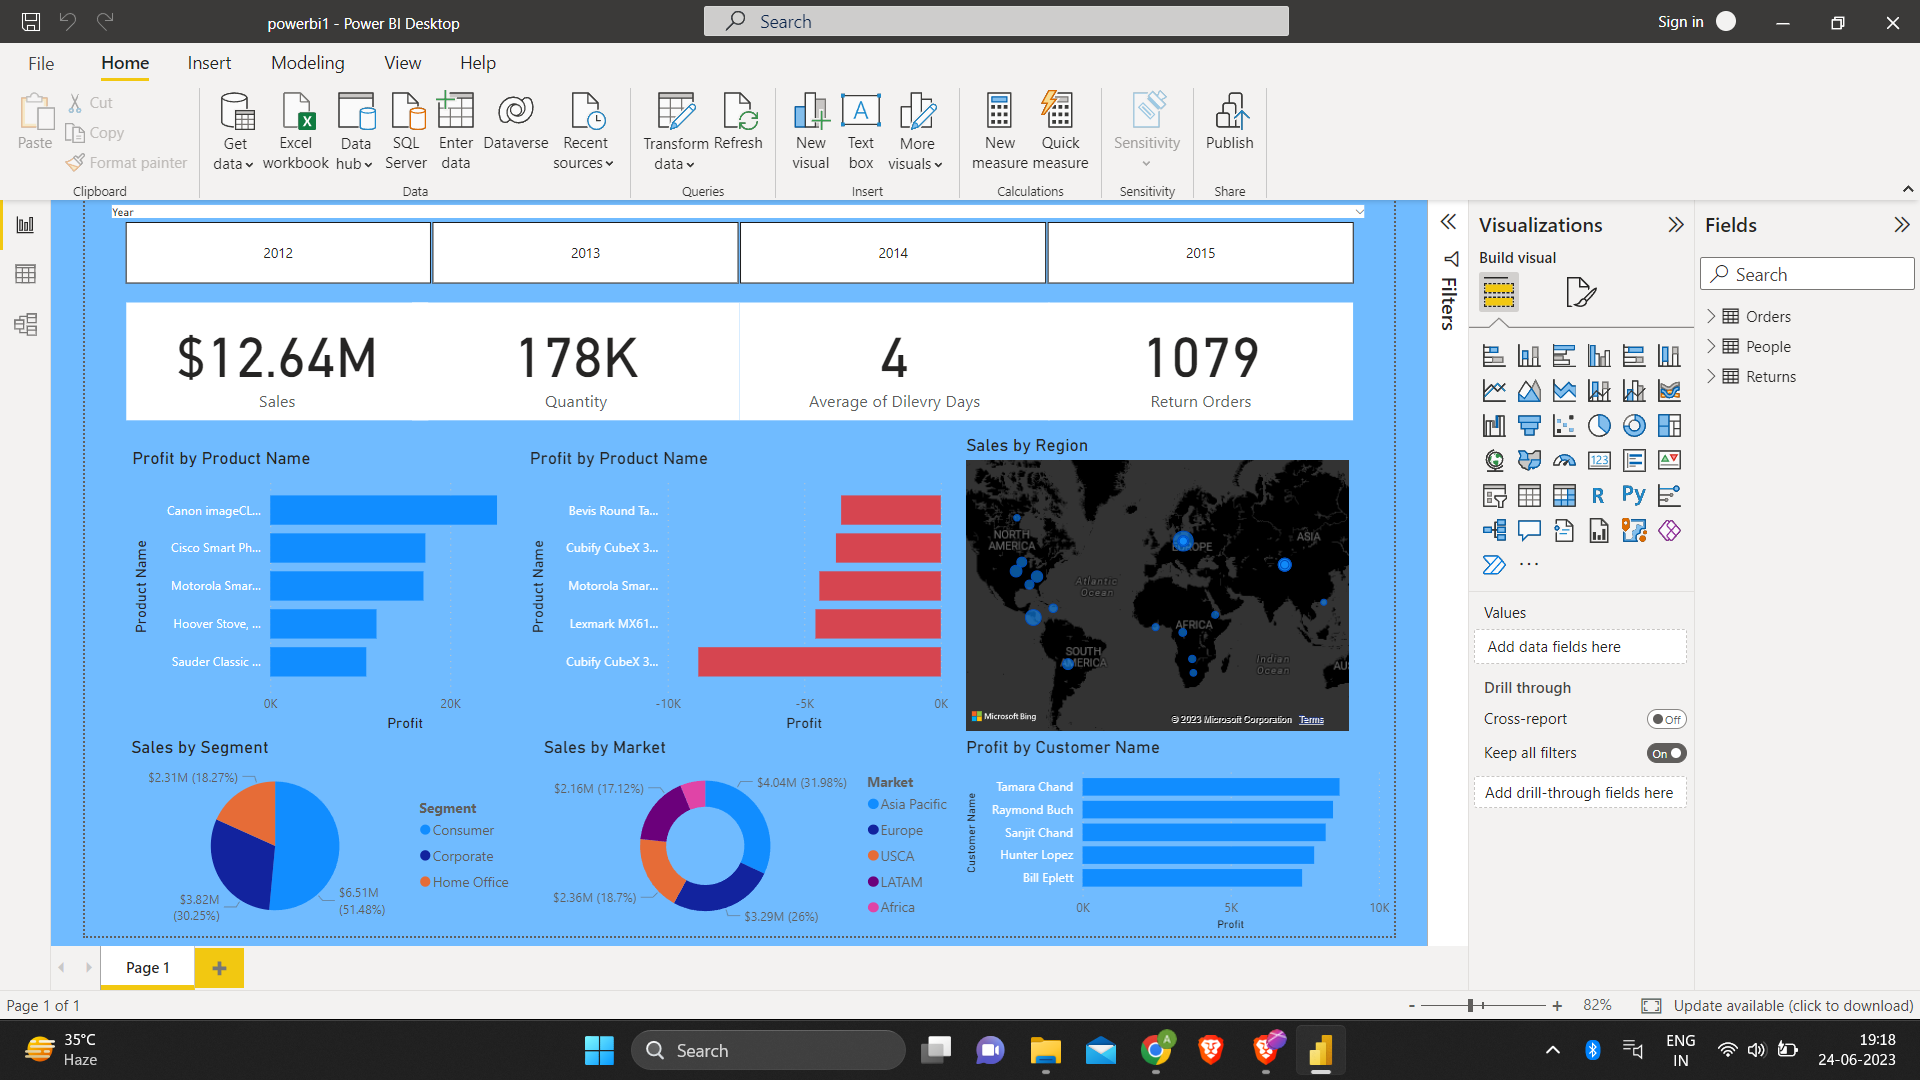 powerbi1 - Power BI Desktop
Search
Sign in
File
Home
Insert
Modeling
View
Help
Paste
Cut
Copy
Format painter
Clipboard
Get data
Excel workbook
Data hub
SQL Server
Enter data
Dataverse
Recent sources
Data
Transform data
Refresh
Queries
New visual
Text box
More visuals
Insert
New measure
Quick measure
Calculations
Sensitivity
Sensitivity
Publish
Share
Year
2012
2013
2014
2015
$12.64M
Sales
178K
Quantity
4
Average of Dilevry Days
1079
Return Orders
Profit by Product Name
Product Name
Canon imageCL...
Cisco Smart Ph...
Motorola Smar...
Hoover Stove, ...
Sauder Classic ...
0K
20K
Profit
Profit by Product Name
Product Name
Bevis Round Ta...
Cubify CubeX 3...
Motorola Smar...
Lexmark MX61...
Cubify CubeX 3...
-10K
-5K
0K
Profit
Sales by Region
NORTH AMERICA
EUROPE
ASIA
Atlantic Ocean
AFRICA
SOUTH AMERICA
Indian Ocean
AU
Microsoft Bing
© 2023 Microsoft Corporation
Terms
Sales by Segment
$2.31M (18.27%)
$3.82M (30.25%)
$6.51M (51.48%)
Segment
Consumer
Corporate
Home Office
Sales by Market
$2.16M (17.12%)
$4.04M (31.98%)
$2.36M (18.7%)
$3.29M (26%)
Market
Asia Pacific
Europe
USCA
LATAM
Africa
Profit by Customer Name
Customer Name
Tamara Chand
Raymond Buch
Sanjit Chand
Hunter Lopez
Bill Eplett
0K
5K
10K
Profit
Filters
Visualizations
Build visual
123
R
Py
...
Values
Add data fields here
Drill through
Cross-report
Off
Keep all filters
On
Add drill-through fields here
Fields
Search
Orders
People
Returns
Page 1
+
Page 1 of 1
-
+
82%
Update available (click to download)
35°C
Haze
Search
A
ENG
IN
19:18
24-06-2023